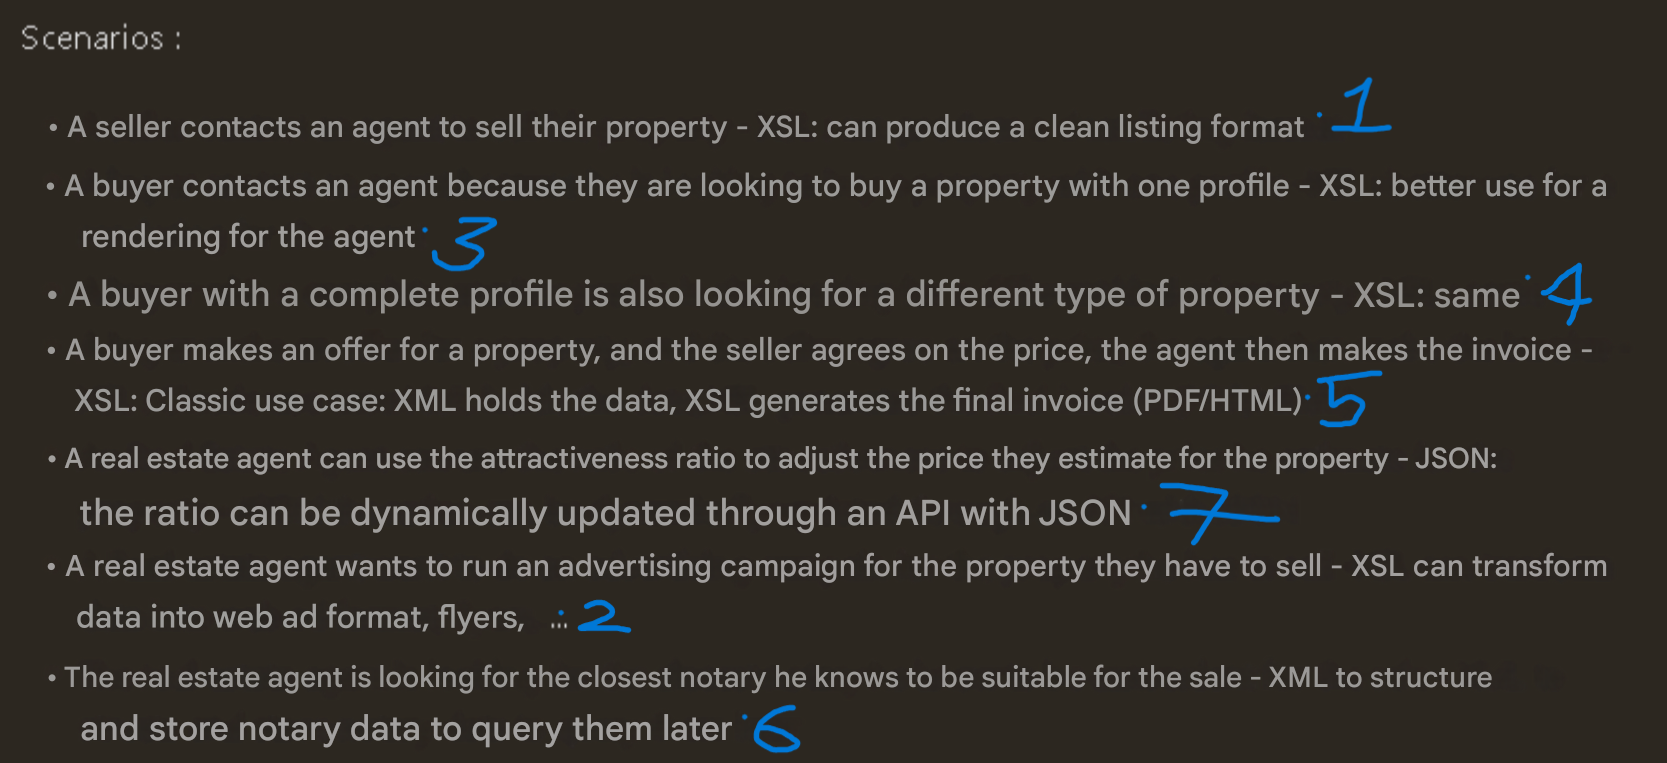 Scenarios :
• A seller contacts an agent to sell their property - XSL: can produce a clean listing format 1
• A buyer contacts an agent because they are looking to buy a property with one profile - XSL: better use for a
rendering for the agent 3
• A buyer with a complete profile is also looking for a different type of property - XSL: same 4
• A buyer makes an offer for a property, and the seller agrees on the price, the agent then makes the invoice -
XSL: Classic use case: XML holds the data, XSL generates the final invoice (PDF/HTML) 5
• A real estate agent can use the attractiveness ratio to adjust the price they estimate for the property - JSON:
the ratio can be dynamically updated through an API with JSON 7
• A real estate agent wants to run an advertising campaign for the property they have to sell - XSL can transform
data into web ad format, flyers, ... 2
• The real estate agent is looking for the closest notary he knows to be suitable for the sale - XML to structure
and store notary data to query them later 6